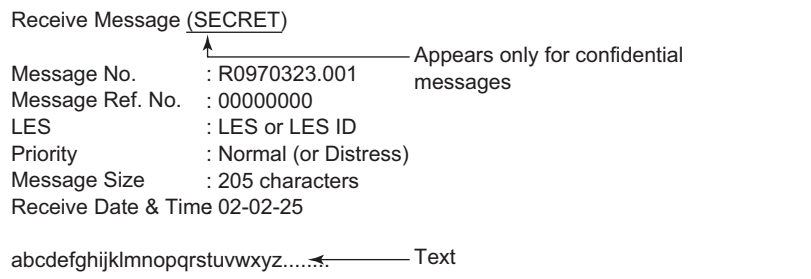 Receive Message (SECRET)
Appears only for confidential
messages
Message No. : R0970323.001
Message Ref. No. : 00000000
LES : LES or LES ID
Priority : Normal (or Distress)
Message Size : 205 characters
Receive Date & Time 02-02-25
abcdefghijklmnopqrstuvwxyz........ Text